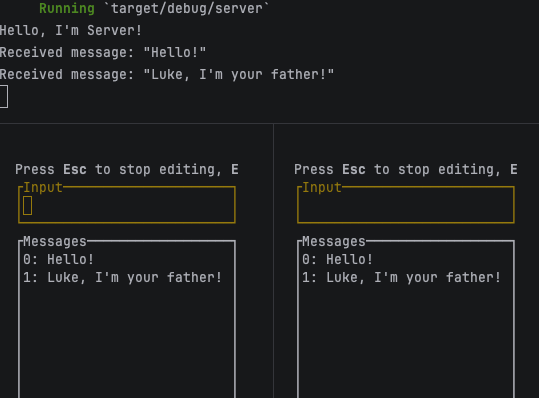 Running `target/debug/server`
Hello, I'm Server!
Received message: "Hello!"
Received message: "Luke, I'm your father!"
Press Esc to stop editing, E
Input
Messages
0: Hello!
1: Luke, I'm your father!
Press Esc to stop editing, E
Input
Messages
0: Hello!
1: Luke, I'm your father!